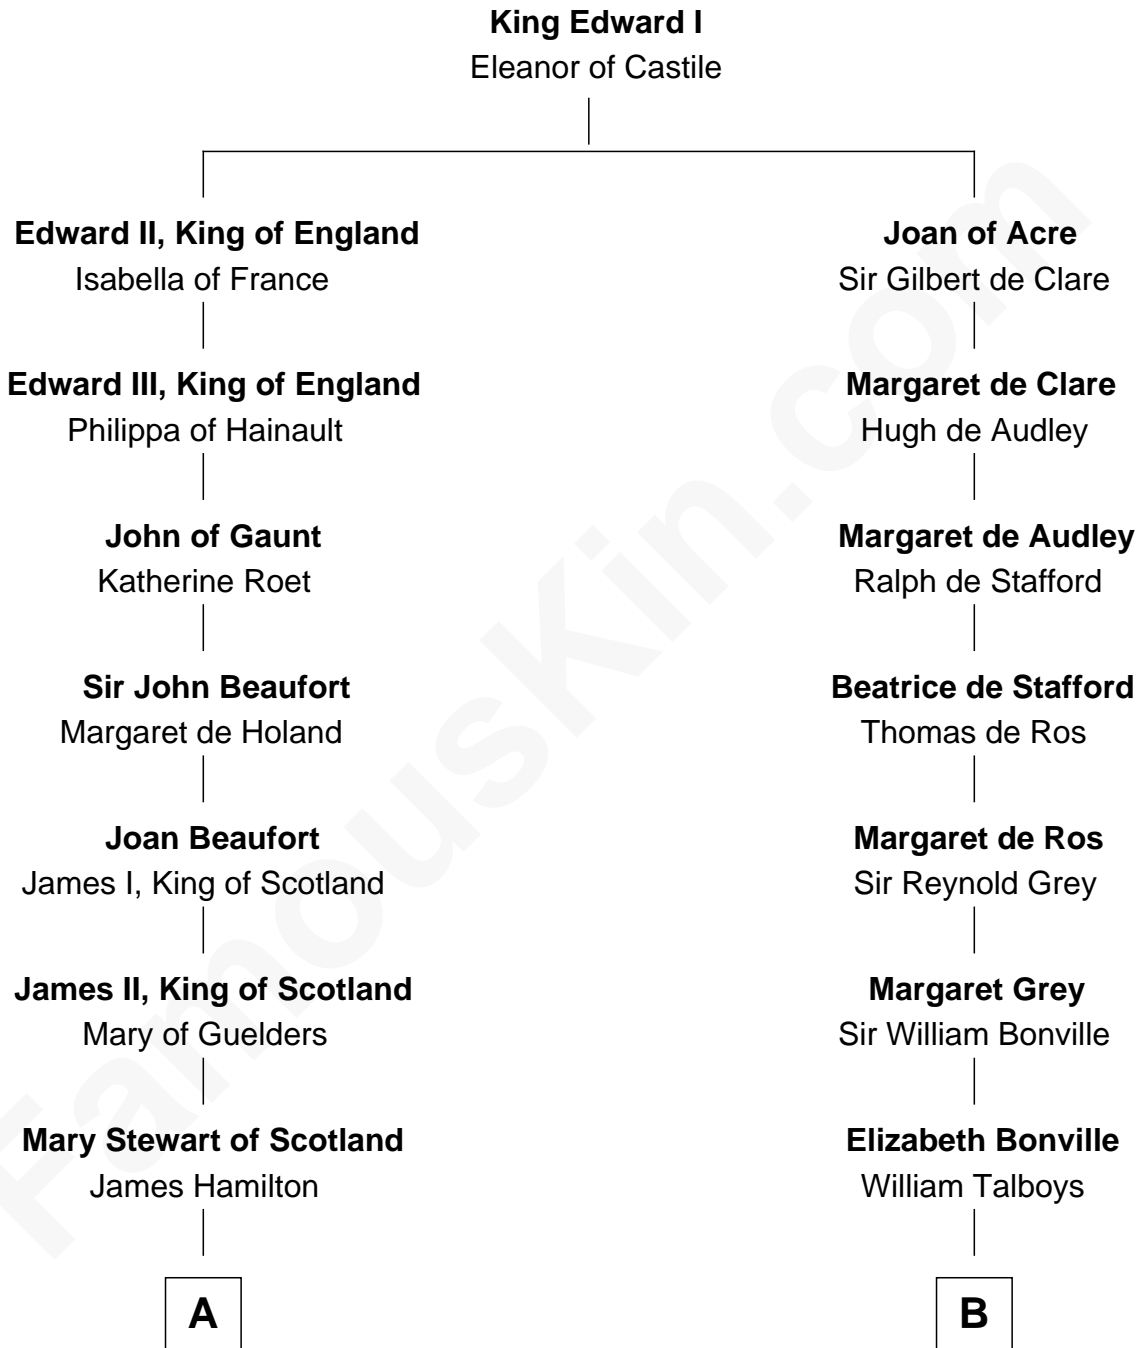 King Edward I
Eleanor of Castile
Edward II, King of England
Isabella of France
Edward III, King of England
Philippa of Hainault
John of Gaunt
Katherine Roet
Sir John Beaufort
Margaret de Holand
Joan Beaufort
James I, King of Scotland
James II, King of Scotland
Mary of Guelders
Mary Stewart of Scotland
James Hamilton
A
Joan of Acre
Sir Gilbert de Clare
Margaret de Clare
Hugh de Audley
Margaret de Audley
Ralph de Stafford
Beatrice de Stafford
Thomas de Ros
Margaret de Ros
Sir Reynold Grey
Margaret Grey
Sir William Bonville
Elizabeth Bonville
William Talboys
B
FamousKin.com